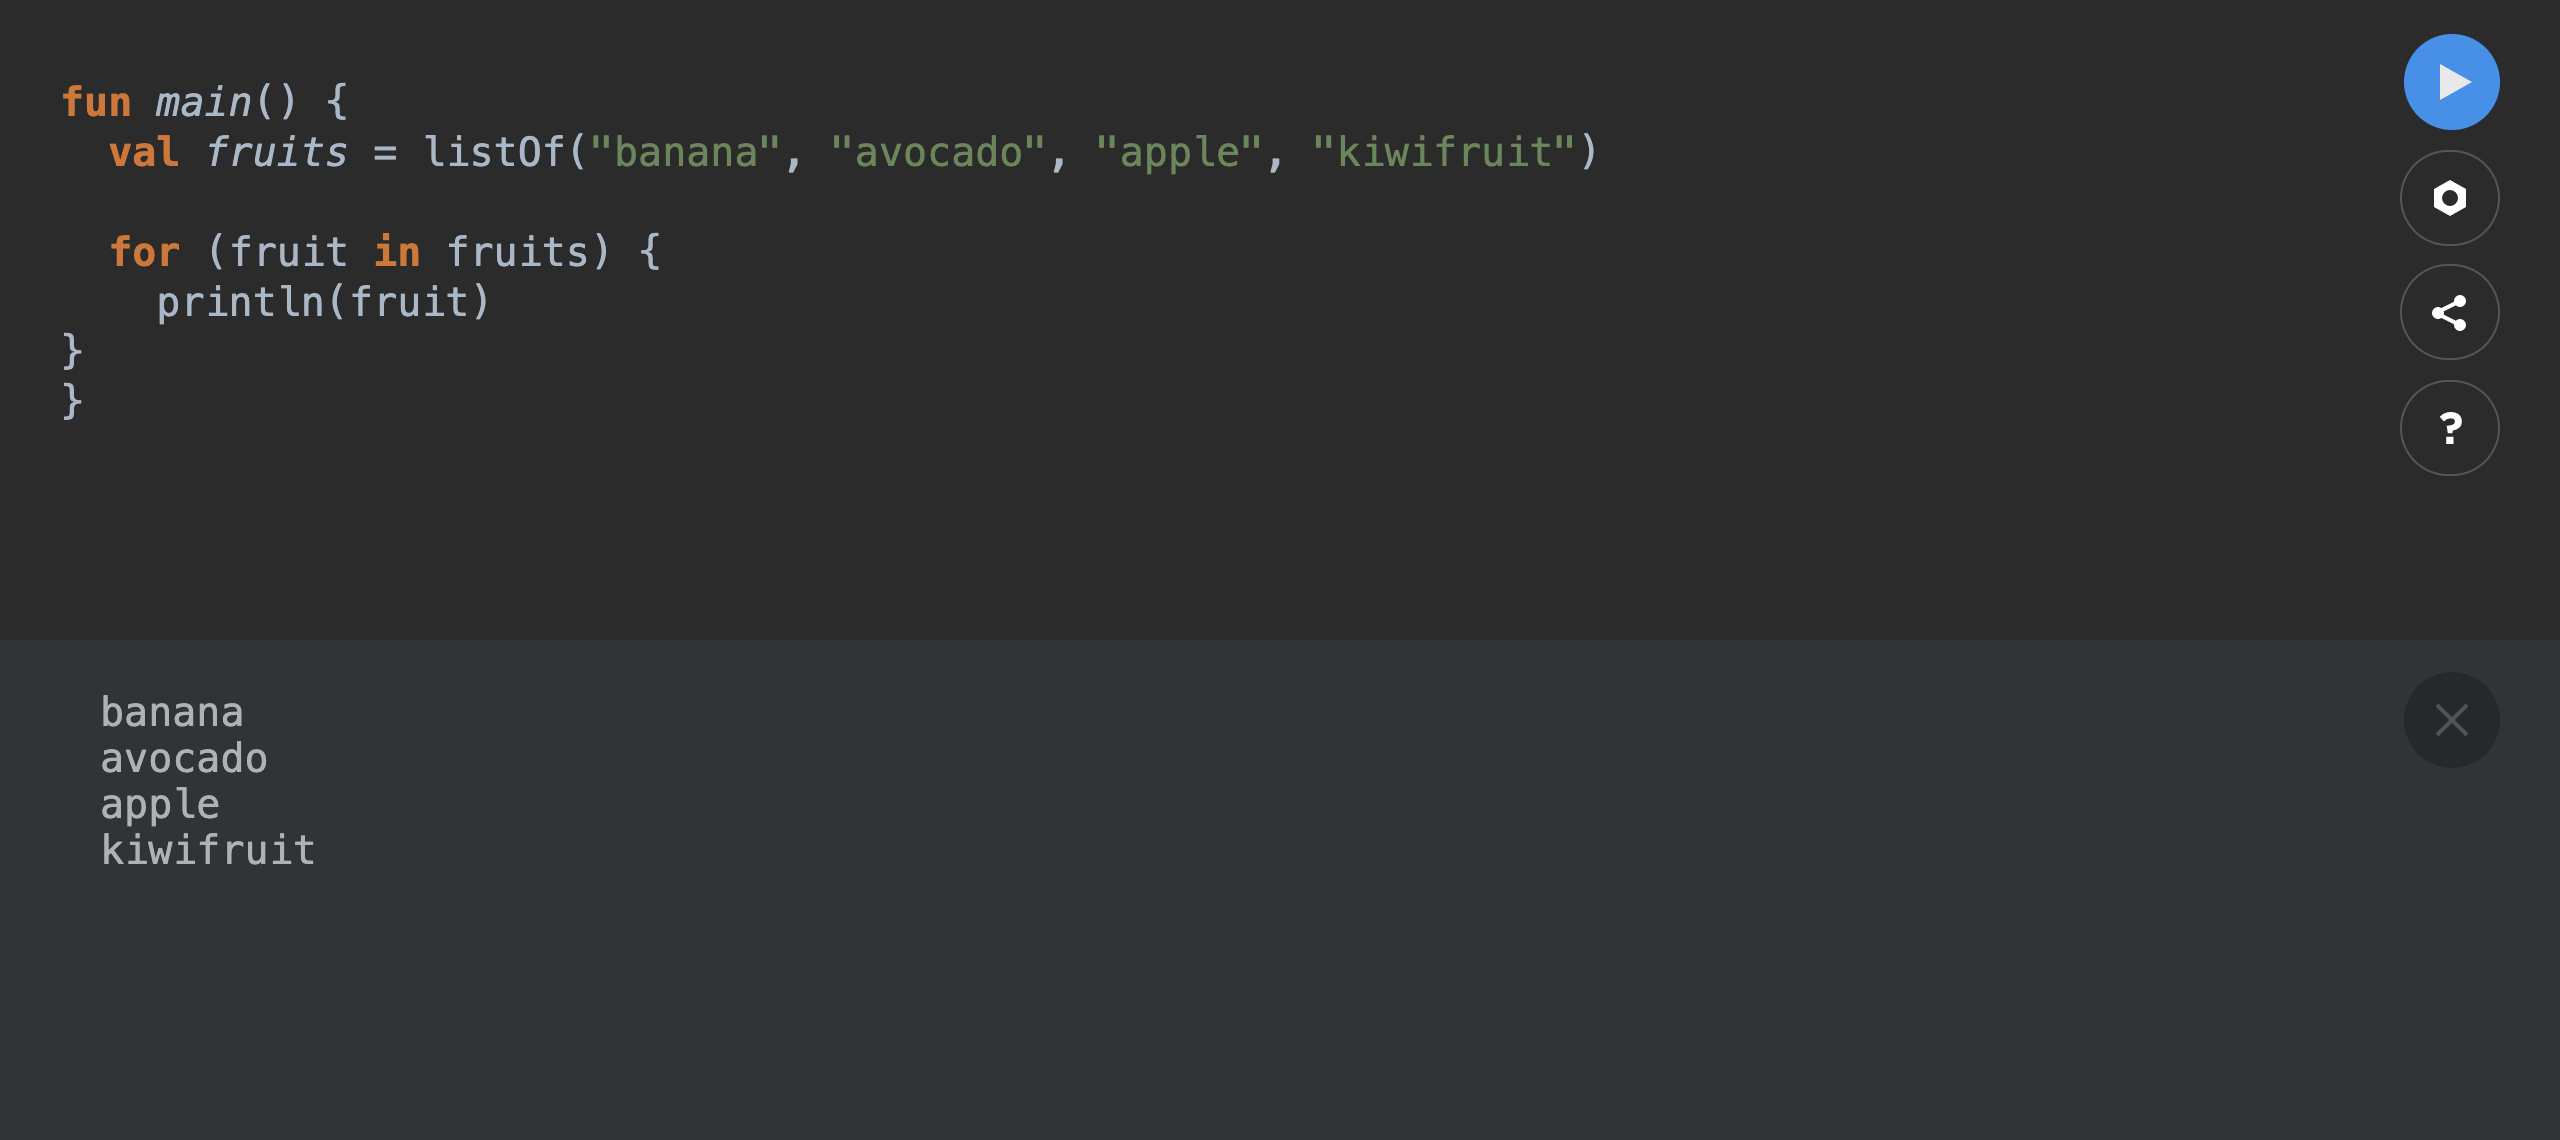 fun main() {
  val fruits = listOf("banana", "avocado", "apple", "kiwifruit")
  for (fruit in fruits) {
    println(fruit)
}
}
?
banana
avocado
apple
kiwifruit